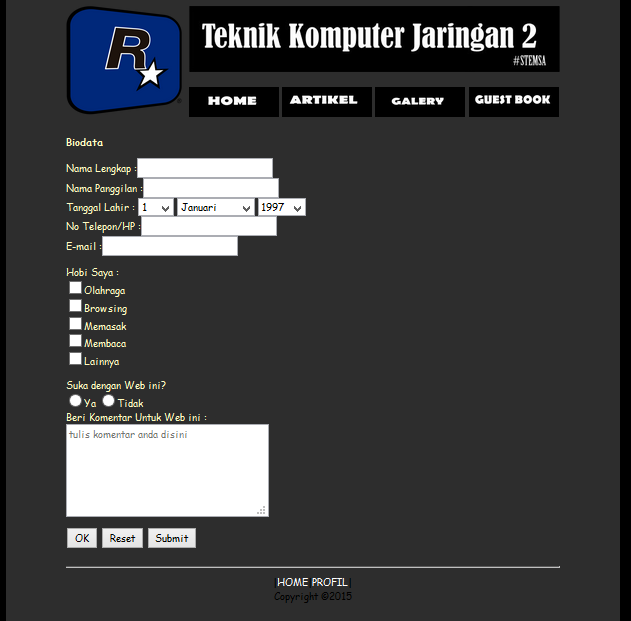 R
Teknik Komputer Jaringan 2
#STEMSA
HOME ARTIKEL GALERY GUEST BOOK
Biodata
Nama Lengkap :
Nama Panggilan :
Tanggal Lahir : 1 Januari 1997
No Telepon/HP :
E-mail :
Hobi Saya :
Olahraga
Browsing
Memasak
Membaca
Lainnya
Suka dengan Web ini?
Ya Tidak
Beri Komentar Untuk Web ini :
tulis komentar anda disini
OK Reset Submit
|HOME|PROFIL|
Copyright ©2015